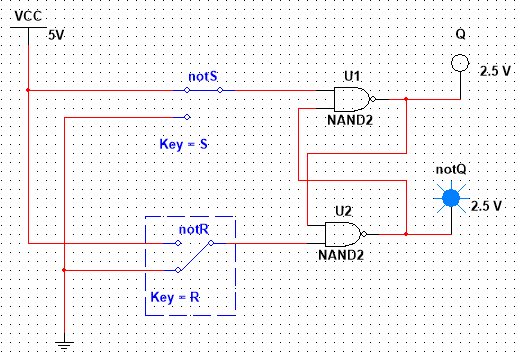 VCC
5V
notS
Key = S
U1
NAND2
Q
2.5 V
notQ
2.5 V
U2
NAND2
notR
Key = R